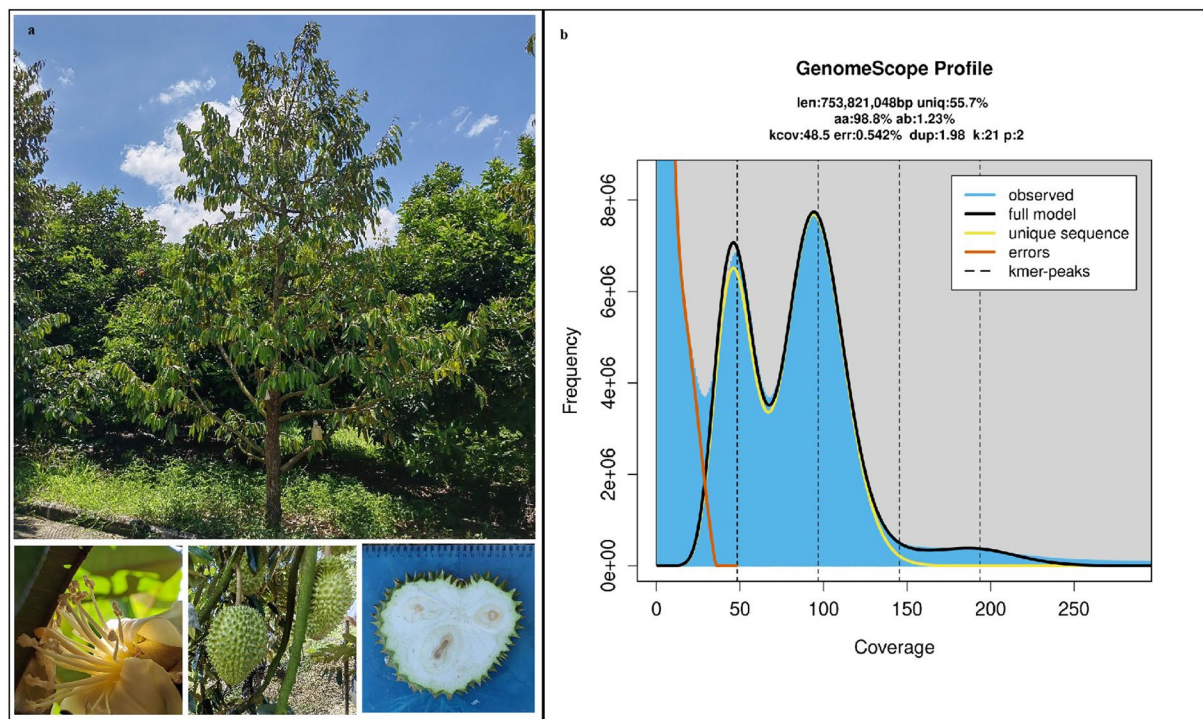 a
b
GenomeScope Profile
len:753,821,048bp uniq:55.7%
aa:98.8% ab:1.23%
kcov:48.5 err:0.542% dup:1.98 k:21 p:2
observed
full model
unique sequence
errors
kmer-peaks
Frequency
8e+06
6e+06
4e+06
2e+06
0e+00
0
50
100
150
200
250
Coverage